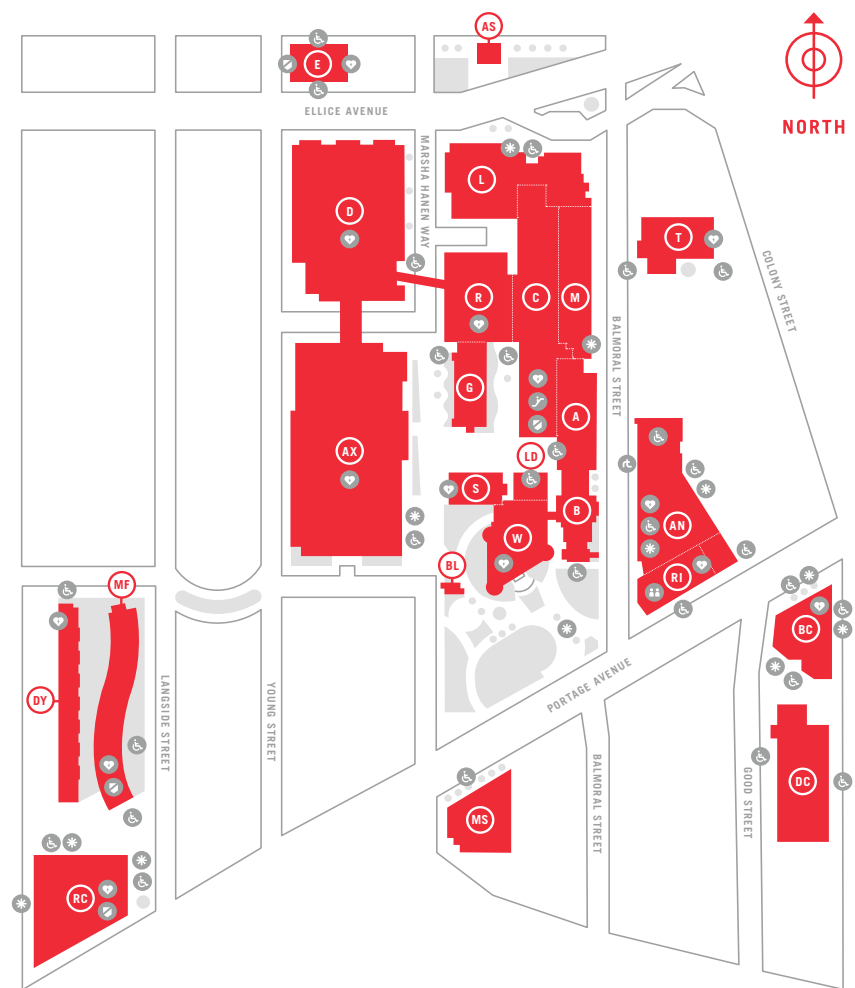 AS
E
ELLICE AVENUE
NORTH
MARSHA HANEN WAY
L
D
T
COLONY STREET
R
C
M
BALMORAL STREET
G
A
AX
LD
S
B
W
AN
BL
RI
MF
BC
DY
LANGSIDE STREET
YOUNG STREET
PORTAGE AVENUE
BALMORAL STREET
GOOD STREET
DC
MS
RC